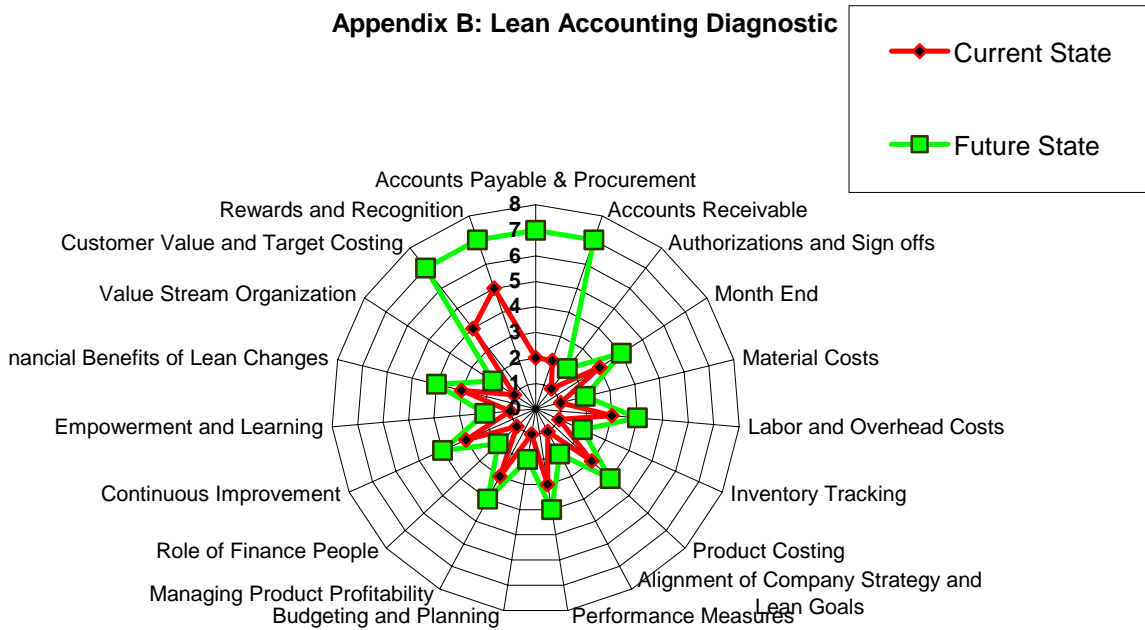 Appendix B: Lean Accounting Diagnostic
Current State
Future State
Accounts Payable & Procurement
Accounts Receivable
Authorizations and Sign offs
Month End
Material Costs
Labor and Overhead Costs
Inventory Tracking
Product Costing
Alignment of Company Strategy and
Lean Goals
Performance Measures
Budgeting and Planning
Managing Product Profitability
Role of Finance People
Continuous Improvement
Empowerment and Learning
nancial Benefits of Lean Changes
Value Stream Organization
Customer Value and Target Costing
Rewards and Recognition
8
7
6
5
4
3
2
1
0